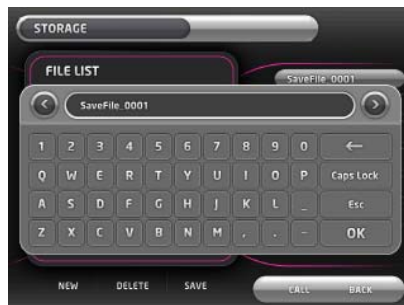 STORAGE
FILE LIST
SaveFile_0001
SaveFile_0001
1 2 3 4 5 6 7 8 9 0 ←
Q W E R T Y U I O P Caps Lock
A S D F G H J K L _ Esc
Z X C V B N M , . - OK
NEW DELETE SAVE CALL BACK